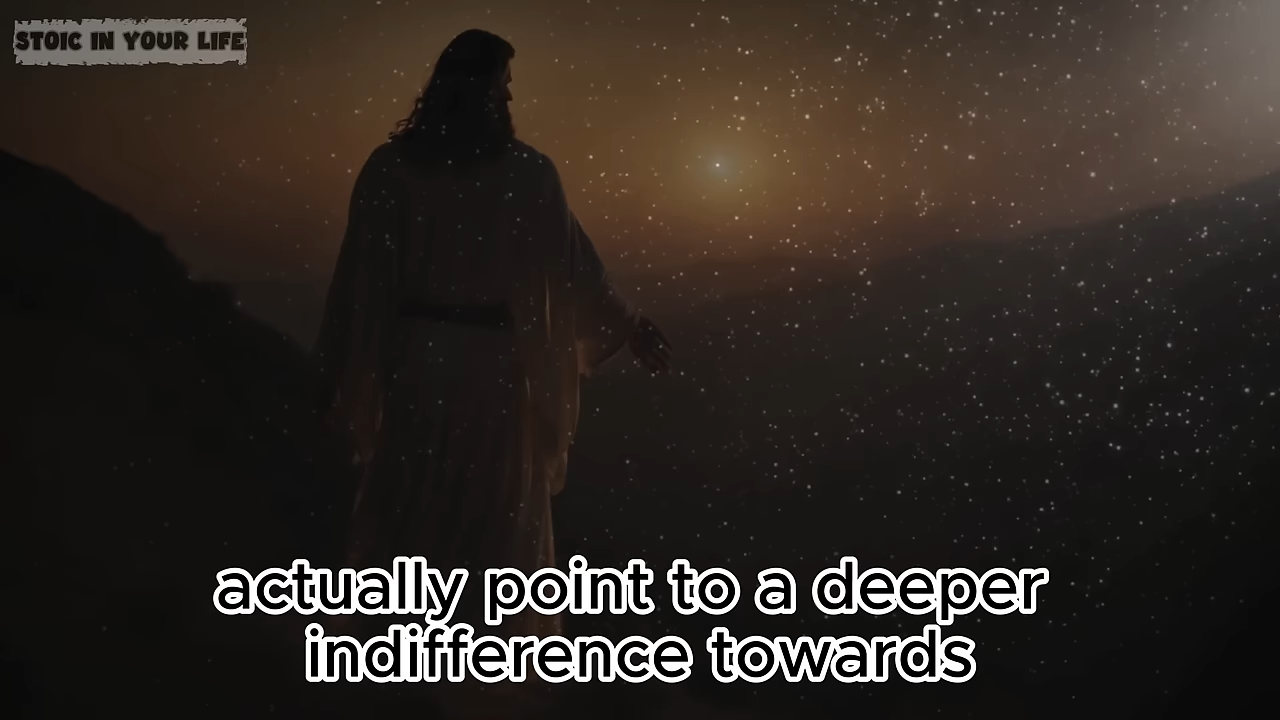 STOIC IN YOUR LIFE
actually point to a deeper
indifference towards